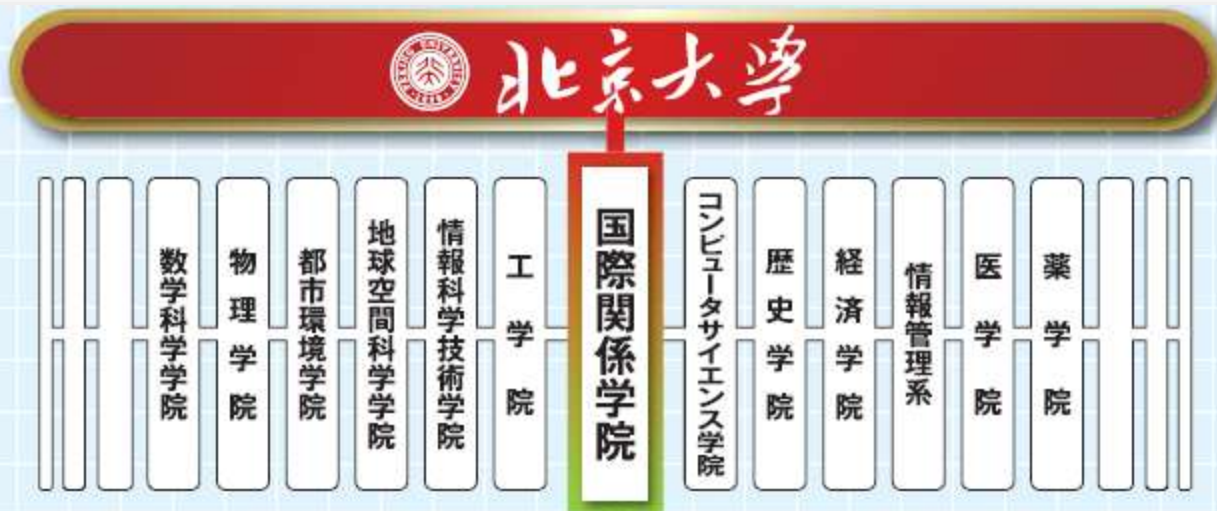 北京大学
数学科学学院
物理学院
都市環境学院
地球空間科学学院
情報科学技術学院
工学院
国際関係学院
コンピュータサイエンス学院
歴史学院
経済学院
情報管理系
医学院
薬学院